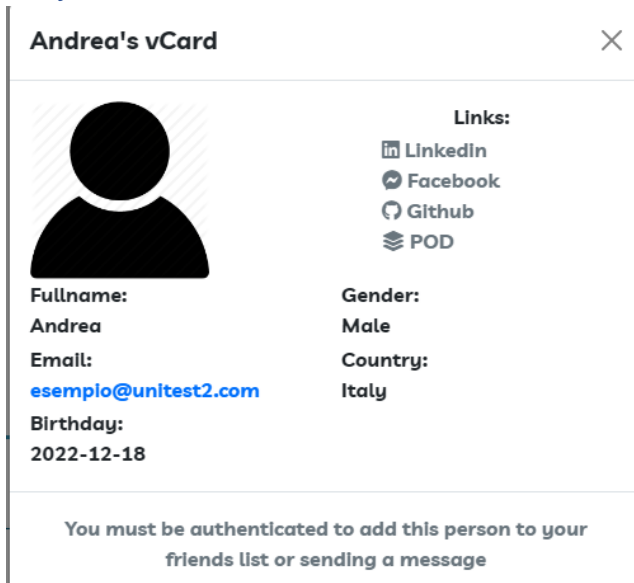 Andrea's vCard
Links:
LinkedIn
Facebook
Github
POD
Fullname:
Andrea
Gender:
Male
Email:
esempio@unitest2.com
Country:
Italy
Birthday:
2022-12-18
You must be authenticated to add this person to your
friends list or sending a message